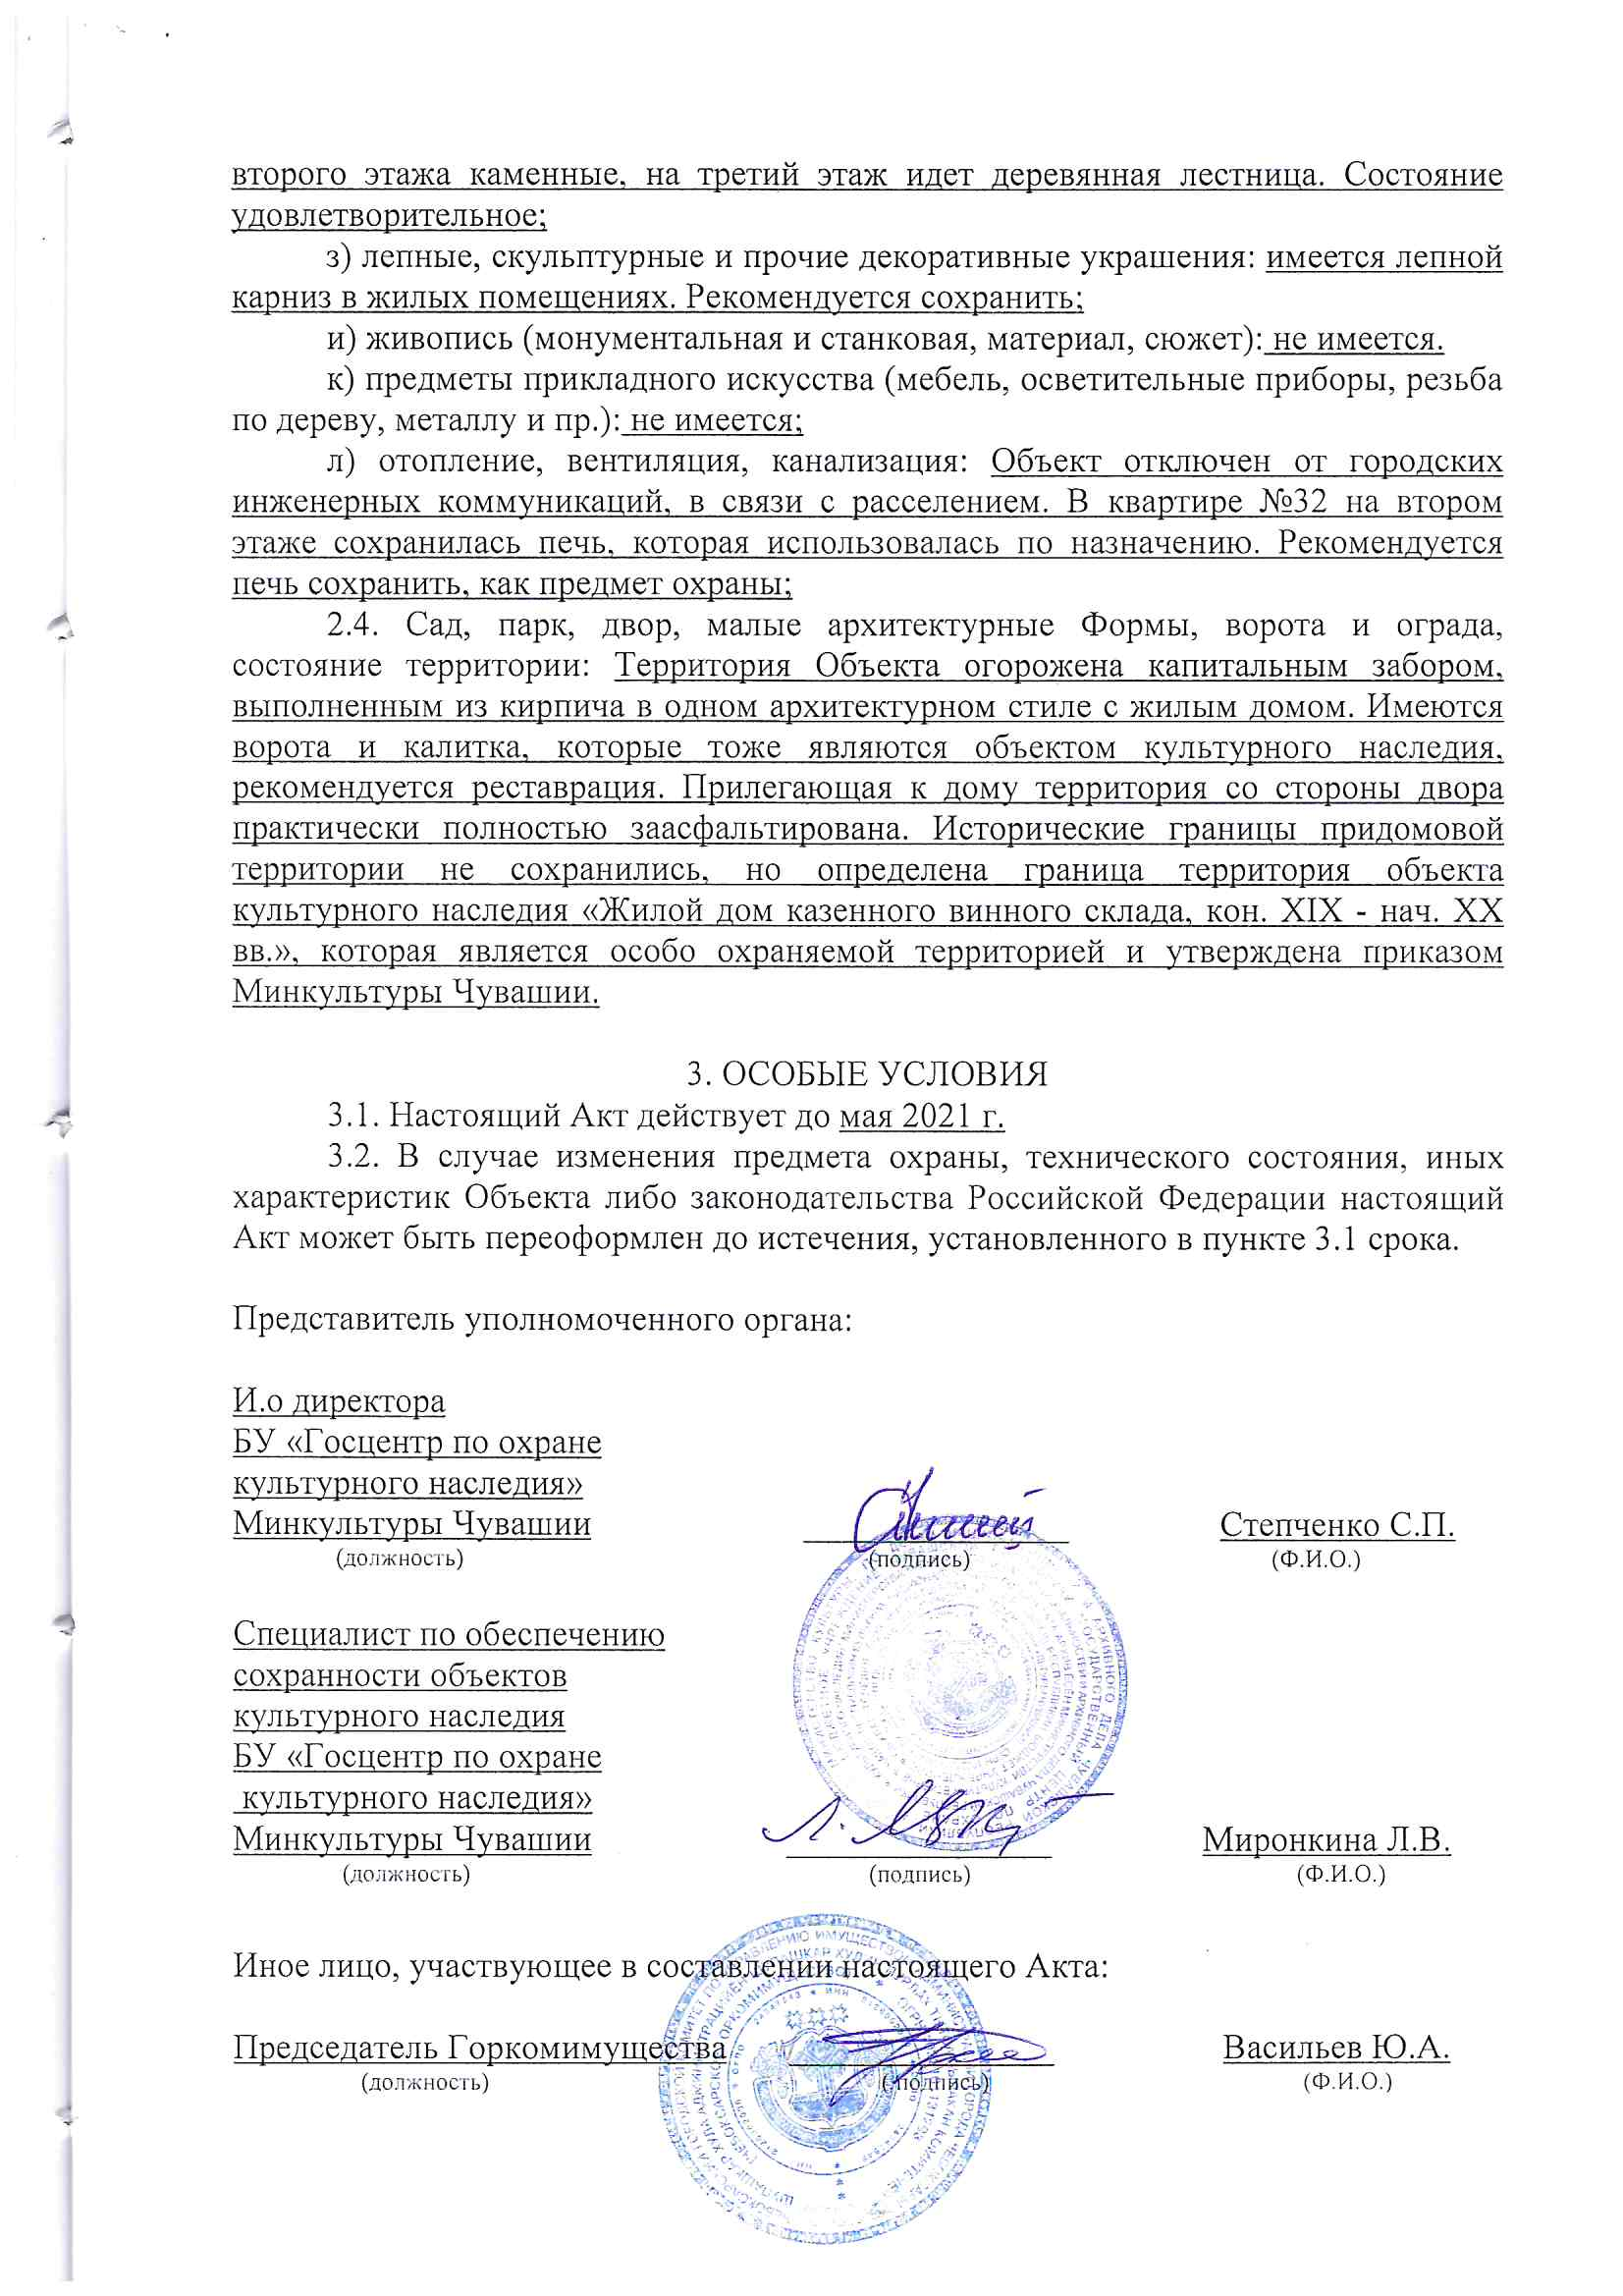 второго этажа каменные, на третий этаж идет деревянная лестница. Состояние
удовлетворительное;
з) лепные, скульптурные и прочие декоративные украшения: имеется лепной
карниз в жилых помещениях. Рекомендуется сохранить;
и) живопись (монументальная и станковая, материал, сюжет): не имеется.
к) предметы прикладного искусства (мебель, осветительные приборы, резьба
по дереву, металлу и пр.): не имеется;
л) отопление, вентиляция, канализация: Объект отключен от городских
инженерных коммуникаций, в связи с расселением. В квартире №32 на втором
этаже сохранилась печь, которая использовалась по назначению. Рекомендуется
печь сохранить, как предмет охраны;
2.4. Сад, парк, двор, малые архитектурные Формы, ворота и ограда,
состояние территории: Территория Объекта огорожена капитальным забором,
выполненным из кирпича в одном архитектурном стиле с жилым домом. Имеются
ворота и калитка, которые тоже являются объектом культурного наследия,
рекомендуется реставрация. Прилегающая к дому территория со стороны двора
практически полностью заасфальтирована. Исторические границы придомовой
территории не сохранились, но определена граница территория объекта
культурного наследия «Жилой дом казенного винного склада, кон. XIX - нач. XX
вв.», которая является особо охраняемой территорией и утверждена приказом
Минкультуры Чувашии.
3. ОСОБЫЕ УСЛОВИЯ
3.1. Настоящий Акт действует до мая 2021 г.
3.2. В случае изменения предмета охраны, технического состояния, иных
характеристик Объекта либо законодательства Российской Федерации настоящий
Акт может быть переоформлен до истечения, установленного в пункте 3.1 срока.
Представитель уполномоченного органа:
И.о директора
БУ «Госцентр по охране
культурного наследия»
Минкультуры Чувашии Степченко С.П.
(должность) (подпись) (Ф.И.О.)
Специалист по обеспечению
сохранности объектов
культурного наследия
БУ «Госцентр по охране
культурного наследия»
Минкультуры Чувашии Миронкина Л.В.
(должность) (подпись) (Ф.И.О.)
Иное лицо, участвующее в составлении настоящего Акта:
Председатель Горкомимущества Васильев Ю.А.
(должность) (подпись) (Ф.И.О.)